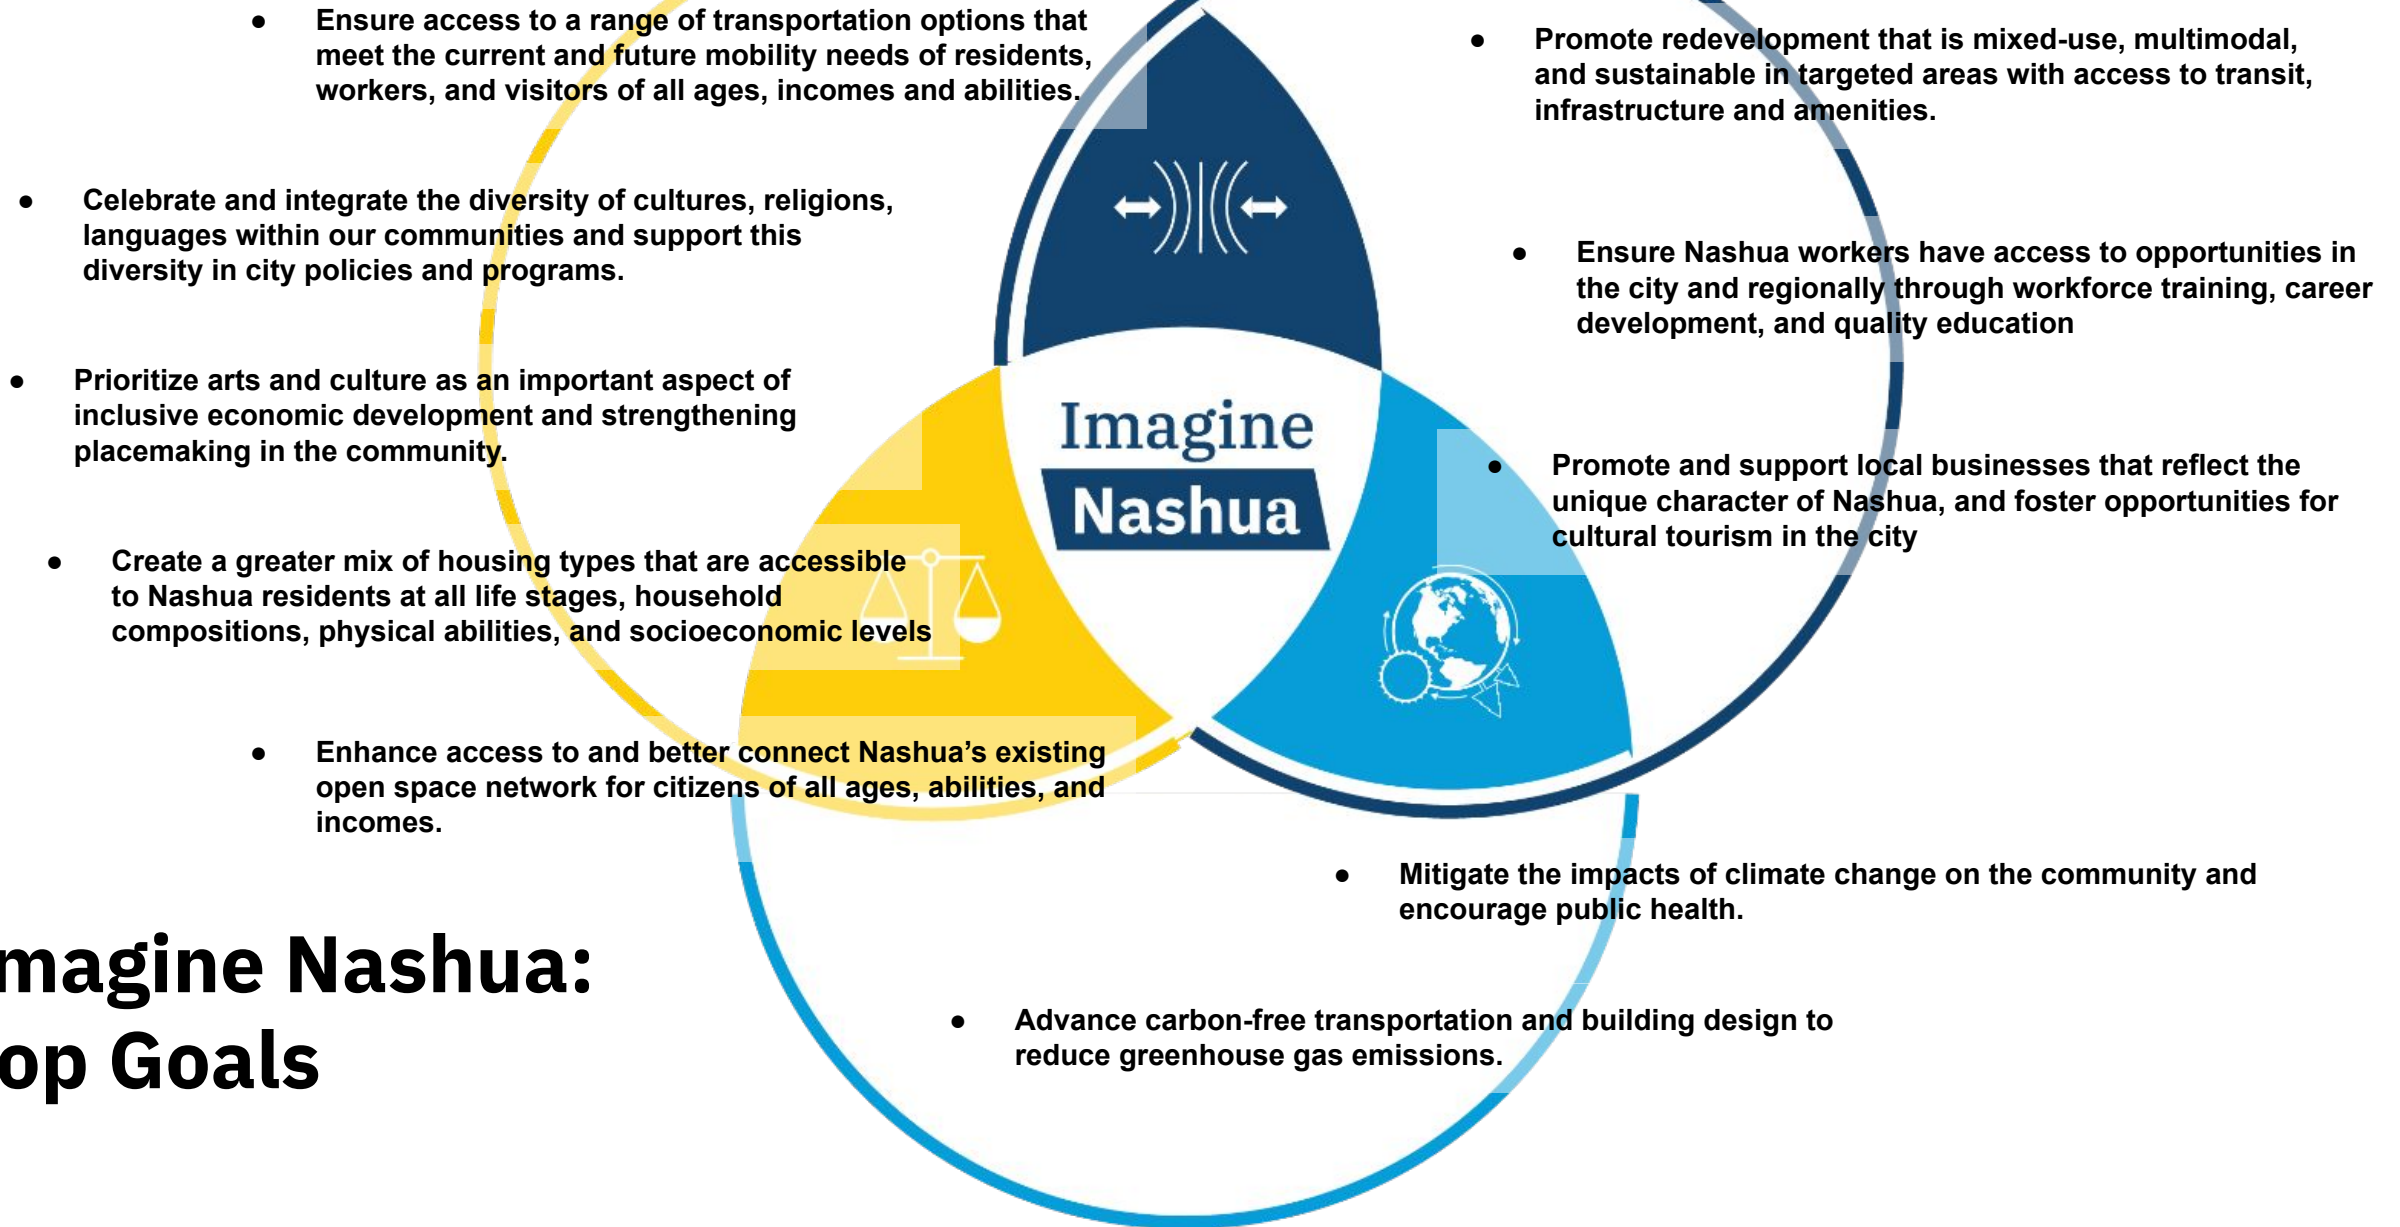 ● Ensure access to a range of transportation options that
meet the current and future mobility needs of residents,
workers, and visitors of all ages, incomes and abilities.
● Celebrate and integrate the diversity of cultures, religions,
languages within our communities and support this
diversity in city policies and programs.
● Prioritize arts and culture as an important aspect of
inclusive economic development and strengthening
placemaking in the community.
● Create a greater mix of housing types that are accessible
to Nashua residents at all life stages, household
compositions, physical abilities, and socioeconomic levels
● Enhance access to and better connect Nashua’s existing
open space network for citizens of all ages, abilities, and
incomes.
Imagine
Nashua
● Promote redevelopment that is mixed-use, multimodal,
and sustainable in targeted areas with access to transit,
infrastructure and amenities.
● Ensure Nashua workers have access to opportunities in
the city and regionally through workforce training, career
development, and quality education
● Promote and support local businesses that reflect the
unique character of Nashua, and foster opportunities for
cultural tourism in the city
● Mitigate the impacts of climate change on the community and
encourage public health.
● Advance carbon-free transportation and building design to
reduce greenhouse gas emissions.
magine Nashua:
op Goals